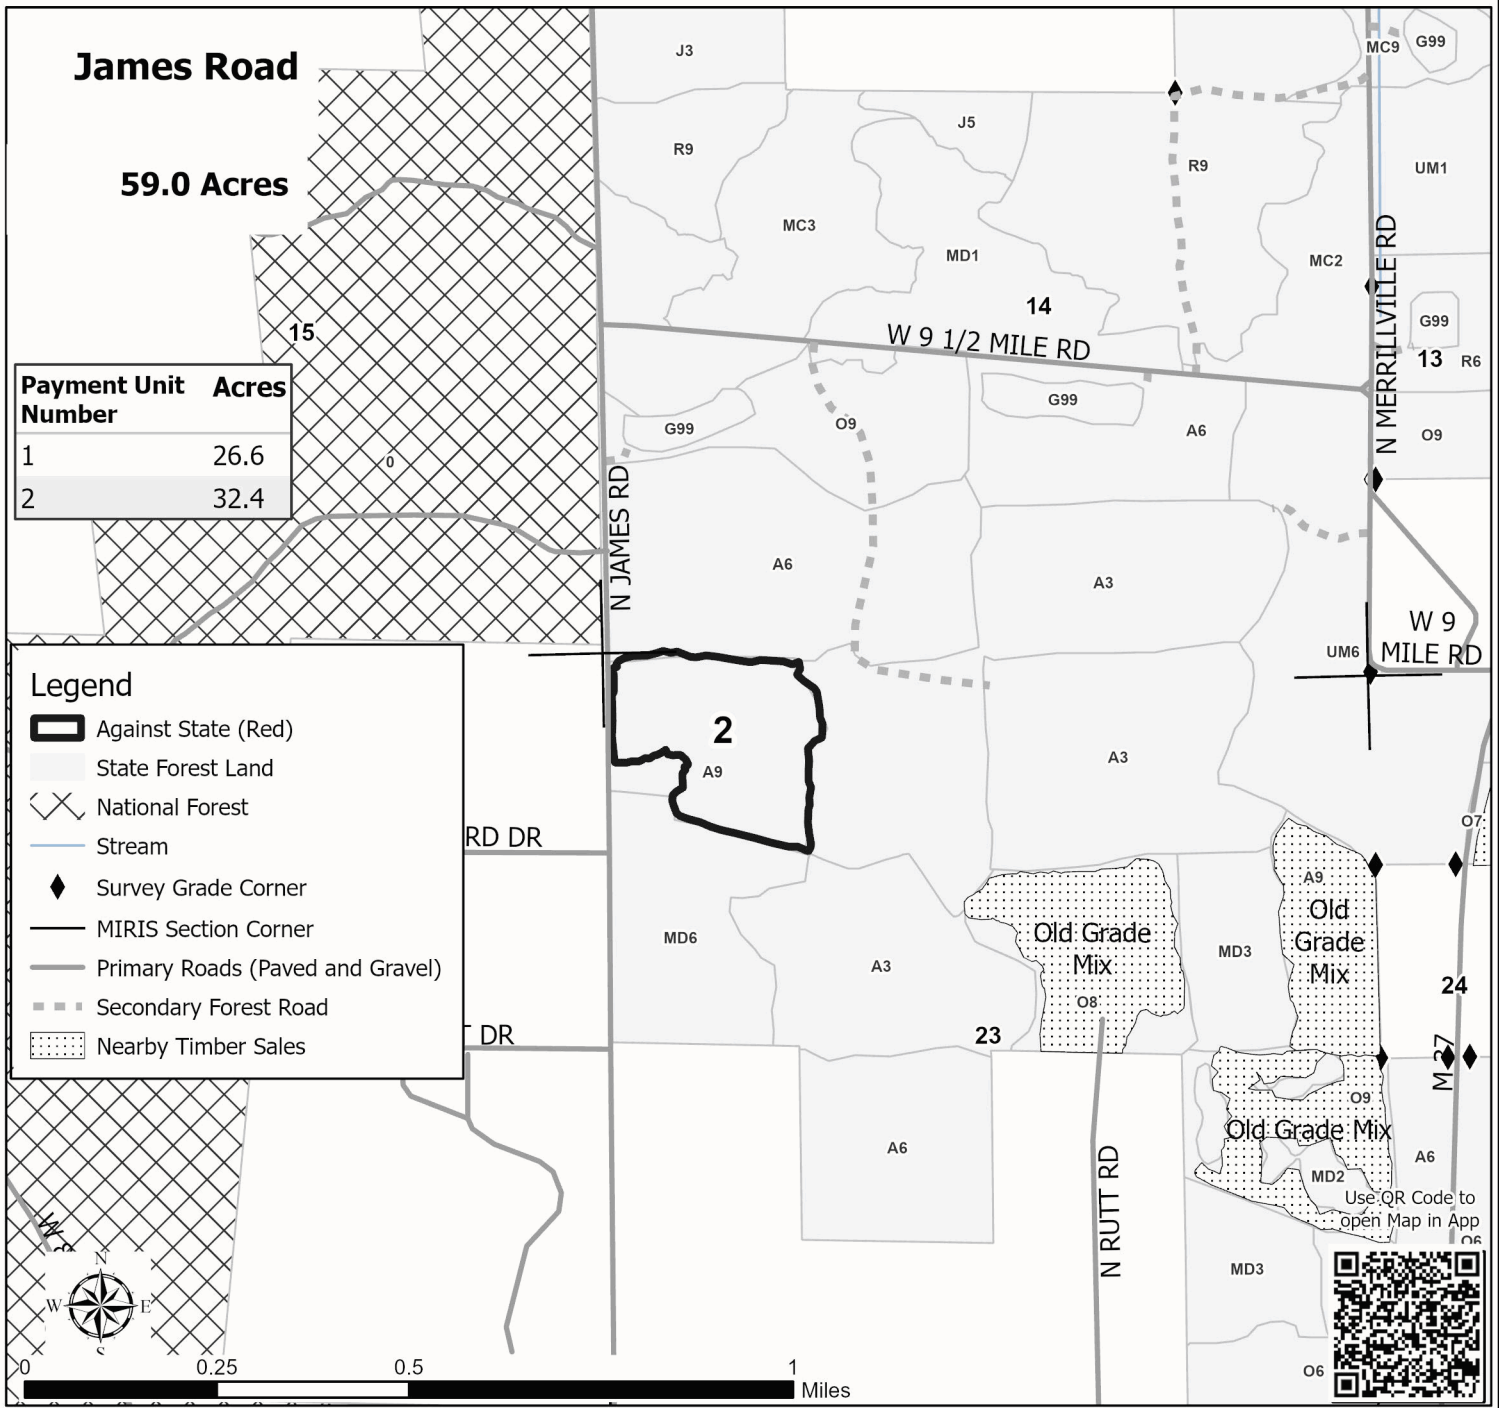 James Road
59.0 Acres
Payment Unit Number Acres
1 26.6
2 32.4
Legend
Against State (Red)
State Forest Land
National Forest
Stream
Survey Grade Corner
MIRIS Section Corner
Primary Roads (Paved and Gravel)
Secondary Forest Road
Nearby Timber Sales
J3
MC9
G99
J5
R9
R9
UM1
MC3
MD1
MC2
14
15
W 9 1/2 MILE RD
N MERRILLVILLE RD
G99
13
R6
G99
G99
O9
A6
O9
0
N JAMES RD
A6
A3
W 9
MILE RD
UM6
2
A9
A3
O7
RD DR
A9
Old
Grade
Mix
Old Grade
Mix
MD6
A3
MD3
O8
24
23
DR
M 37
O9
Old Grade Mix
A6
A6
MD2
N RUTT RD
Use QR Code to
open Map in App
O6
MD3
O6
N
W E
S
0 0.25 0.5 1
Miles